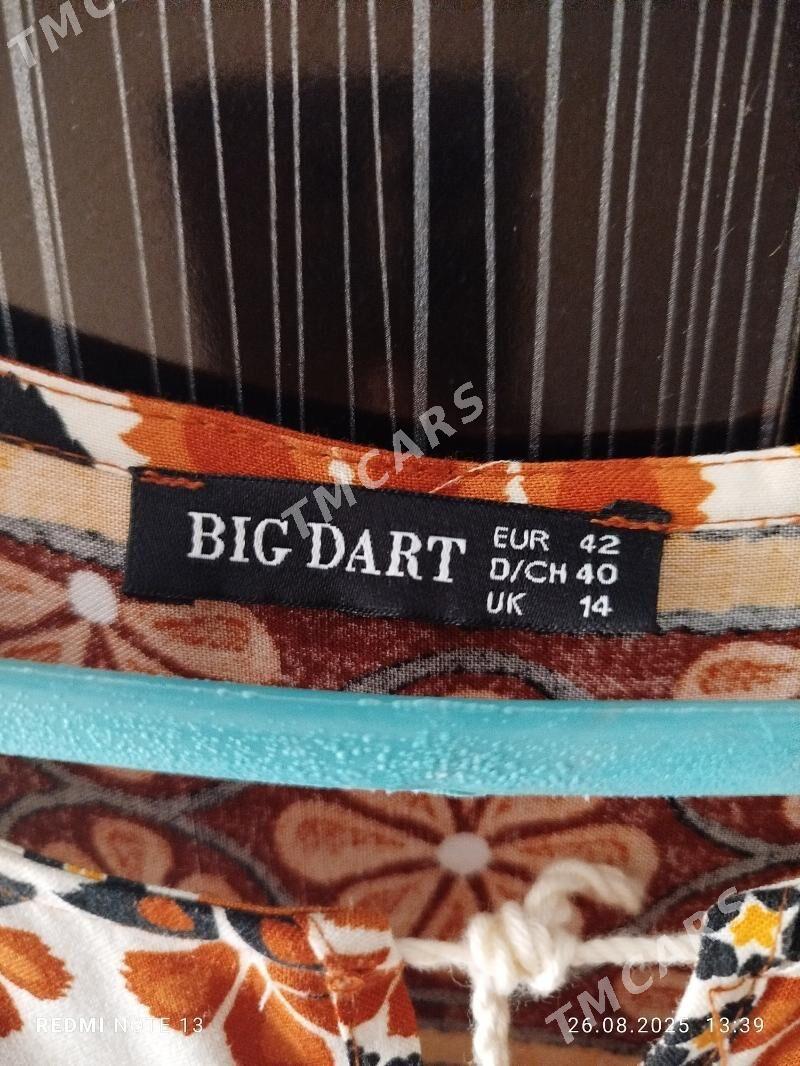 TMCARS
TMCARS
BIG DART
EUR 42
D/CH 40
UK 14
TMCARS
REDMI NOTE 13
26.08.2025 13:39